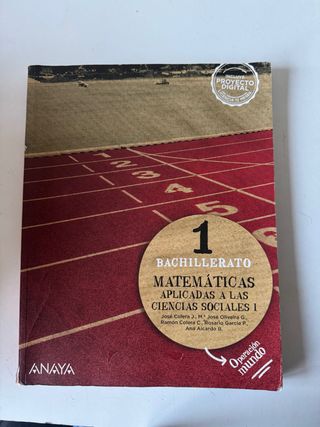 INCLUYE
PROYECTO
DIGITAL
1
BACHILLERATO
MATEMÁTICAS
APLICADAS A LAS
CIENCIAS SOCIALES 1
José Colera J., Mª José Oliveira G.,
Ramón Colera C., Rosario García P.,
Ana Aicardo B.
Operación
mundo
ANAYA
1
2
3
4
5
6